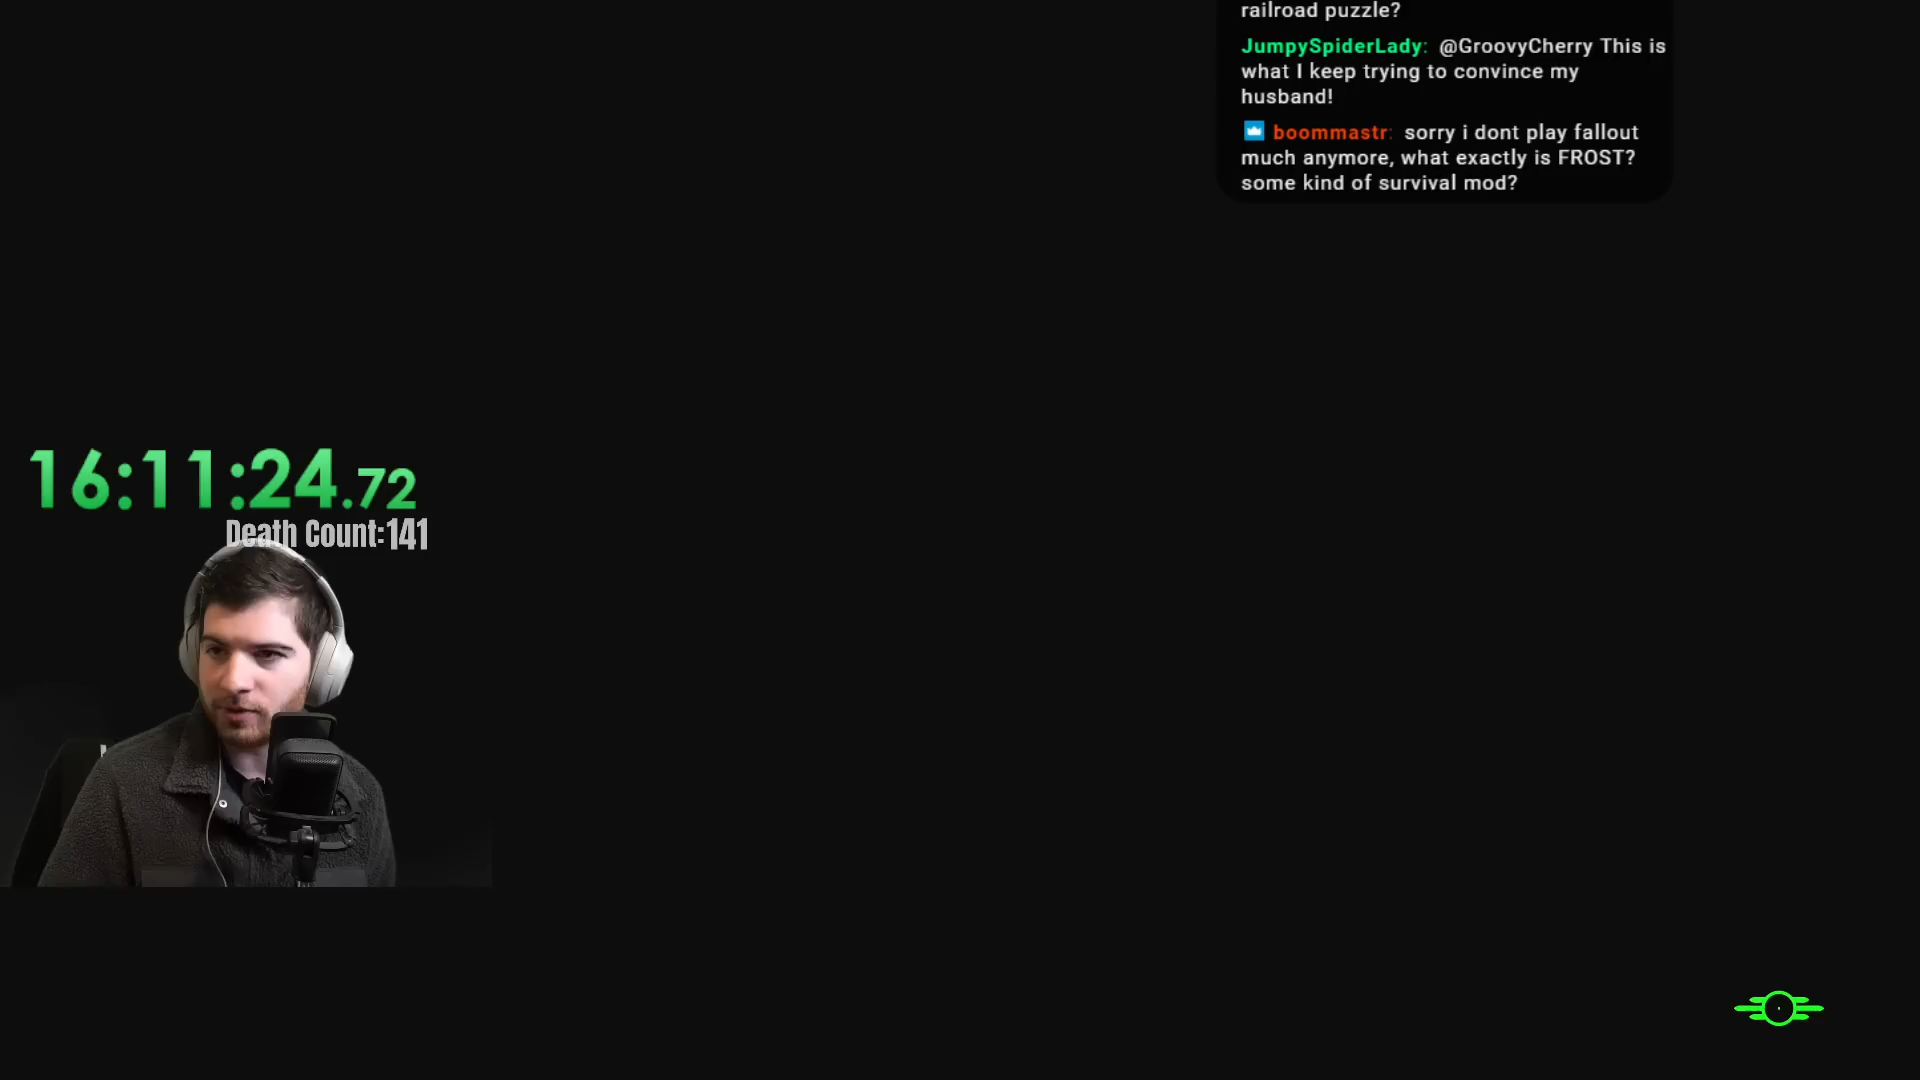 railroad puzzle?
JumpySpiderLady: @GroovyCherry This is
what I keep trying to convince my
husband!
boommastr: sorry i dont play fallout
much anymore, what exactly is FROST?
some kind of survival mod?
16:11:24.72
Death Count:141